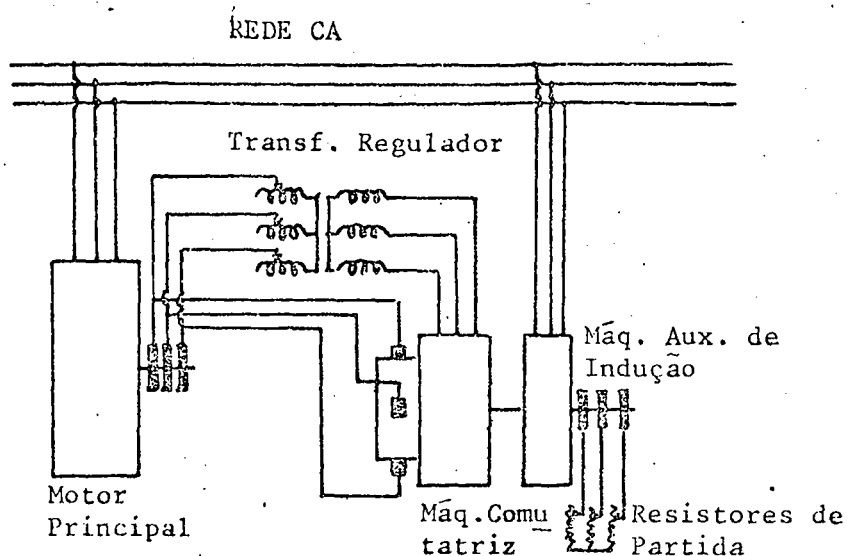 REDE CA
Transf. Regulador
Máq. Aux. de
Indução
Motor
Principal
Máq.Comu
tatriz
Resistores de
Partida